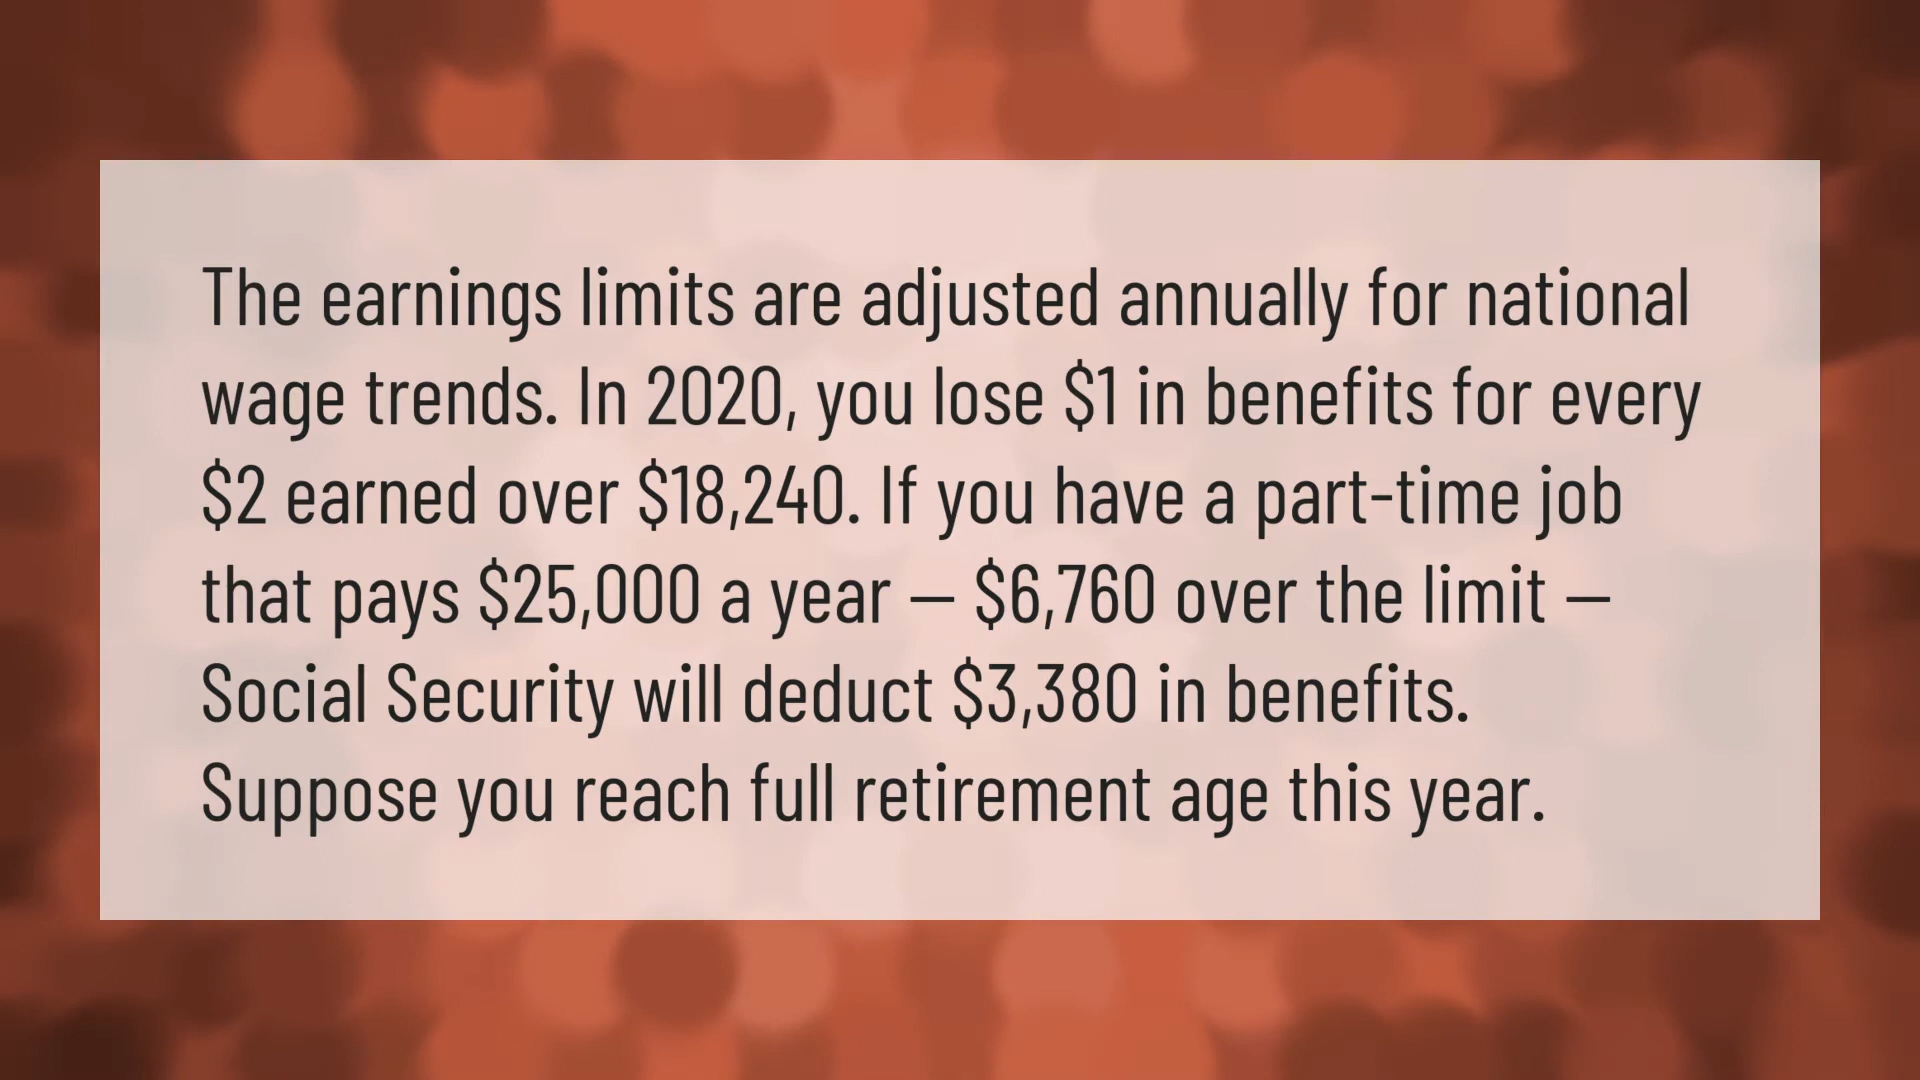 The earnings limits are adjusted annually for national
wage trends. In 2020, you lose $1 in benefits for every
$2 earned over $18,240. If you have a part-time job
that pays $25,000 a year — $6,760 over the limit —
Social Security will deduct $3,380 in benefits.
Suppose you reach full retirement age this year.